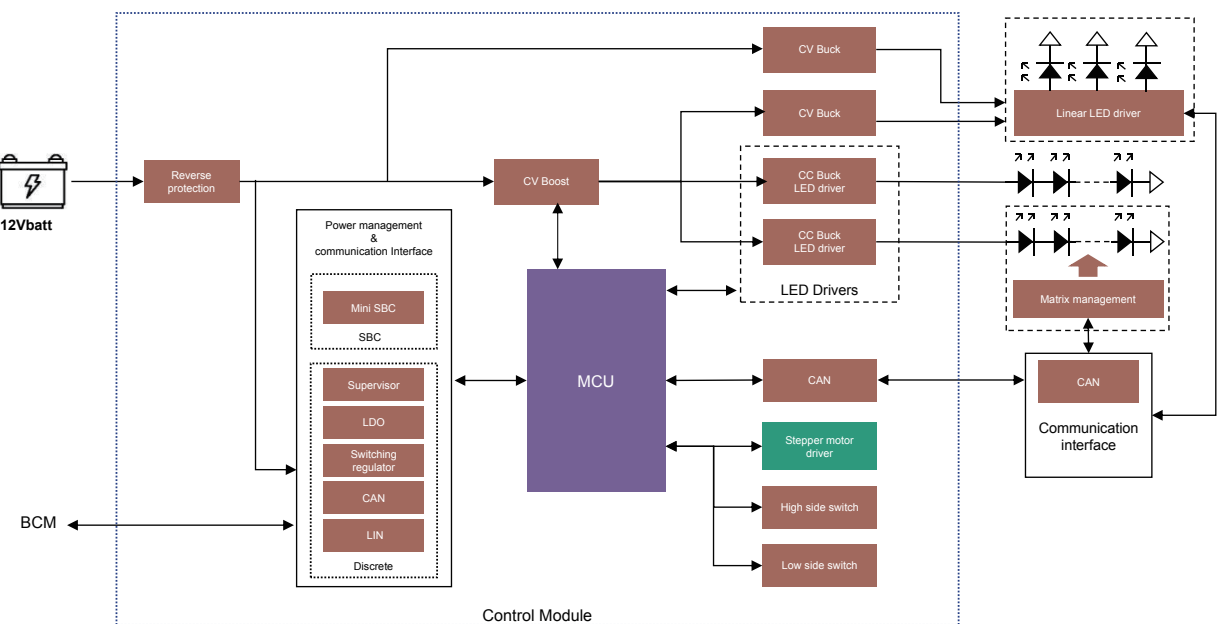 CV Buck
CV Buck
Linear LED driver
Reverse
protection
CV Boost
CC Buck
LED driver
12Vbatt
Power management
&
communication Interface
CC Buck
LED driver
LED Drivers
Mini SBC
SBC
Matrix management
Supervisor
MCU
CAN
CAN
LDO
Communication
interface
Stepper motor
driver
Switching
regulator
CAN
High side switch
BCM
LIN
Discrete
Low side switch
Control Module